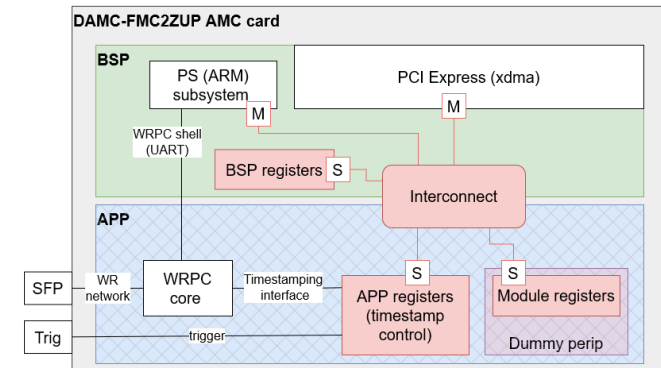 DAMC-FMC2ZUP AMC card
BSP
PS (ARM)
subsystem
M
PCI Express (xdma)
M
WRPC shell
(UART)
BSP registers
S
Interconnect
APP
SFP
WR
network
WRPC
core
Timestamping
interface
S
APP registers
(timestamp
control)
S
Module registers
Dummy perip
Trig
trigger